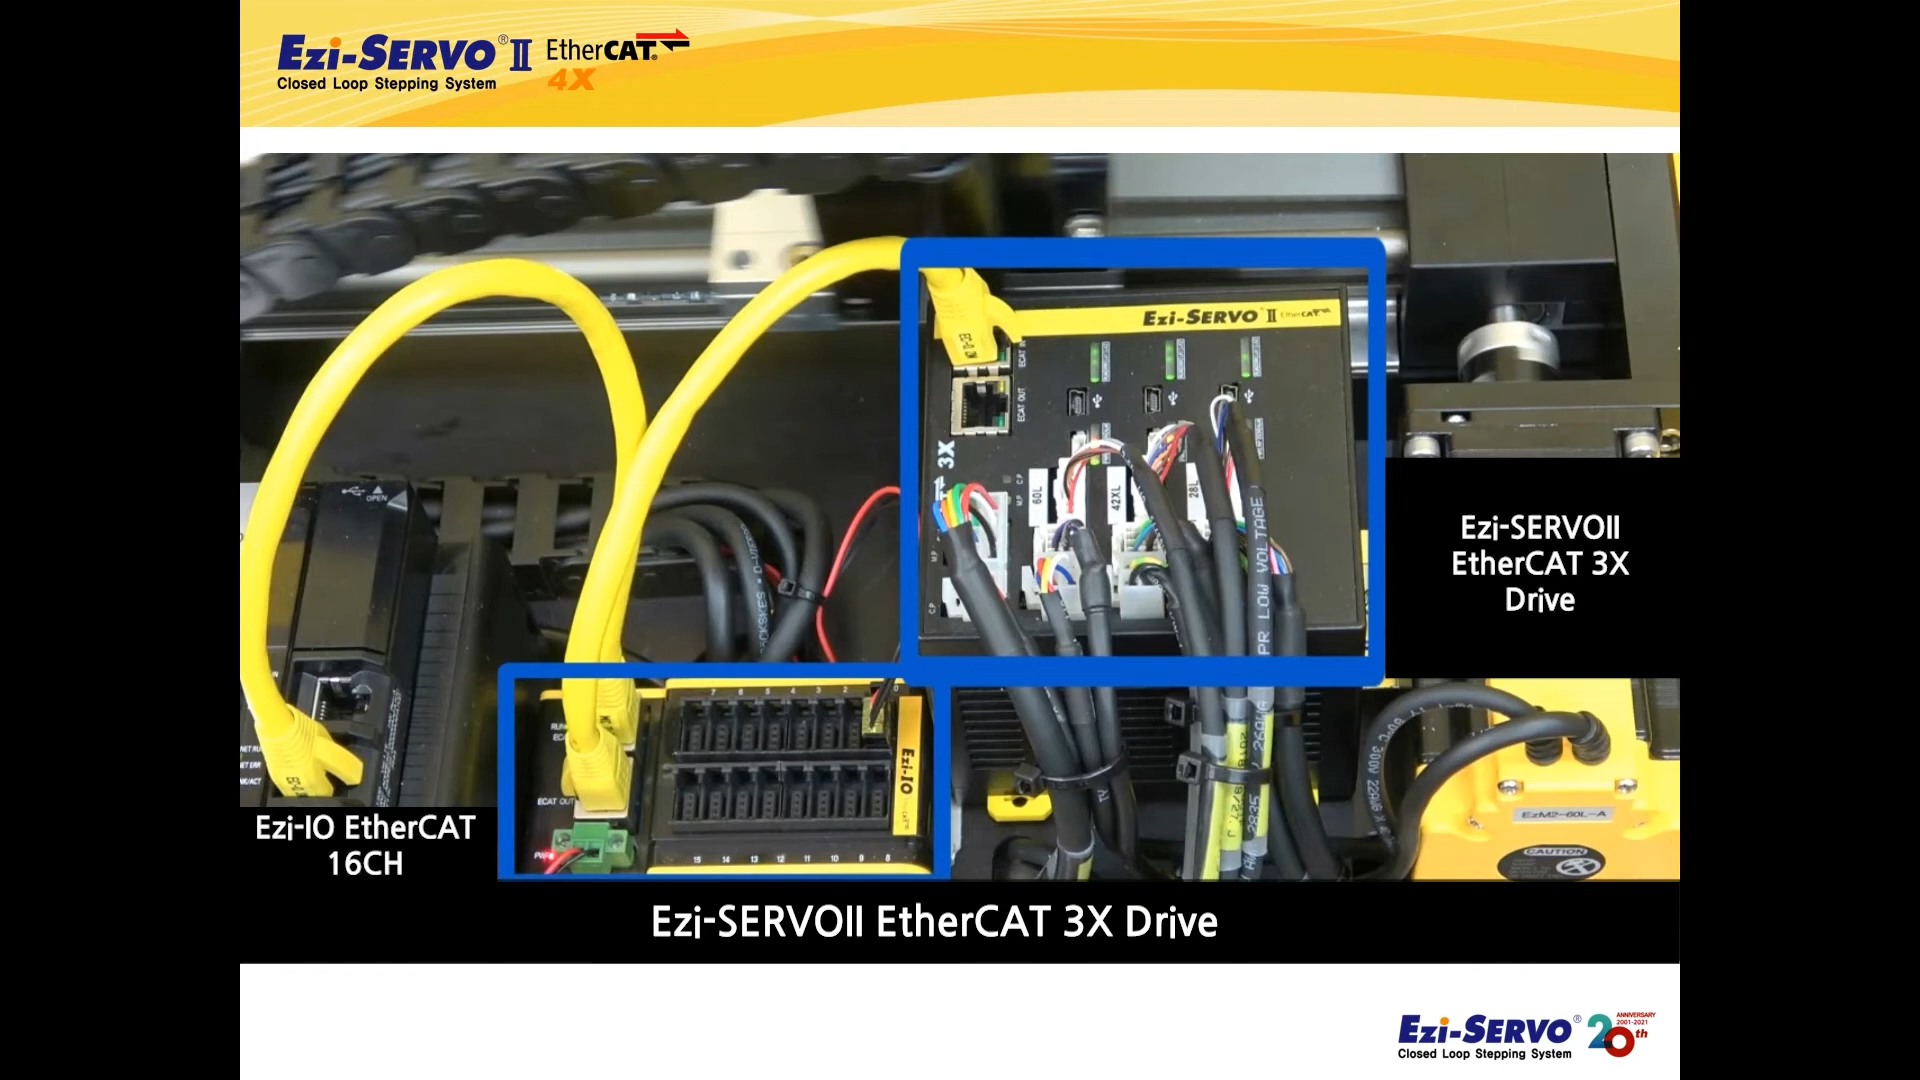 Ezi-SERVO® II EtherCAT®
Closed Loop Stepping System 4X
Ezi-SERVO II EtherCAT
ECAT IN
ECAT OUT
3X
60L
42XL
28L
C.P
M.P
M.P
C.P
PR LOW VOLTAGE
OPEN
NET ERR
Ezi-SERVOII
EtherCAT 3X
Drive
7 6 5 4 3 2
Ezi-IO
ECAT OUT
15 14 13 12 11 10 9 8
EzM2-60L-A
CAUTION
Ezi-IO EtherCAT
16CH
Ezi-SERVOII EtherCAT 3X Drive
Ezi-SERVO® 20th
ANNIVERSARY
2001-2021
Closed Loop Stepping System